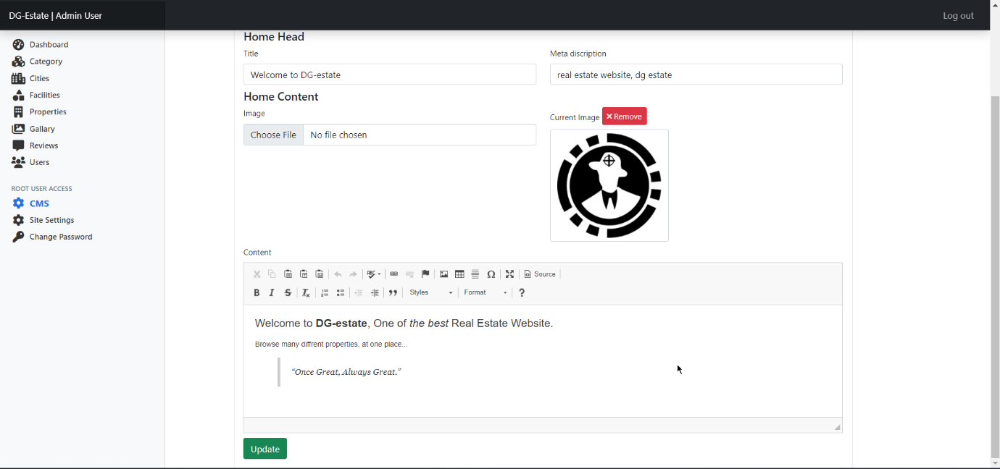 DG-Estate | Admin User
Log out
Dashboard
Category
Cities
Facilities
Properties
Gallary
Reviews
Users
ROOT USER ACCESS
CMS
Site Settings
Change Password
Home Head
Title
Meta discription
Welcome to DG-estate
real estate website, dg estate
Home Content
Image
Current Image × Remove
Choose File No file chosen
Content
ABC
Ω
Source
B I S Tx
Styles
Format
?
Welcome to DG-estate, One of the best Real Estate Website.
Browse many diffrent properties, at one place...
“Once Great, Always Great.”
Update